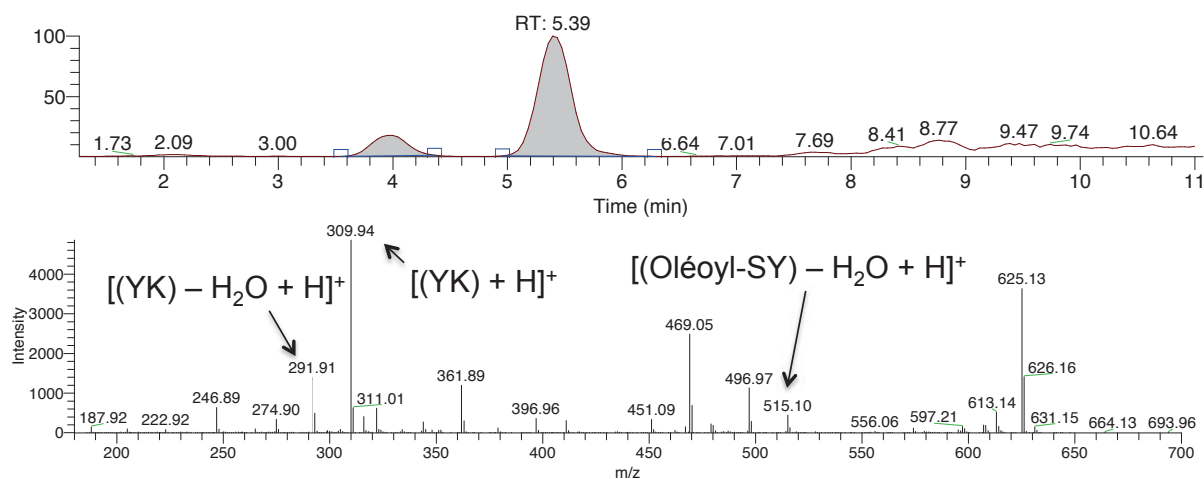 RT: 5.39
100
50
1.73 2.09 3.00 6.64 7.01 7.69 8.41 8.77 9.47 9.74 10.64
2 3 4 5 6 7 8 9 10 11
Time (min)
309.94
[(YK) – H₂O + H]⁺ [(YK) + H]⁺ [(Oléoyl-SY) – H₂O + H]⁺
625.13
4000
3000
2000
1000
0
Intensity
469.05
291.91 361.89 496.97 626.16
246.89 311.01 515.10 613.14
187.92 222.92 274.90 396.96 451.09 556.06 597.21 631.15 664.13 693.96
200 250 300 350 400 450 500 550 600 650 700
m/z